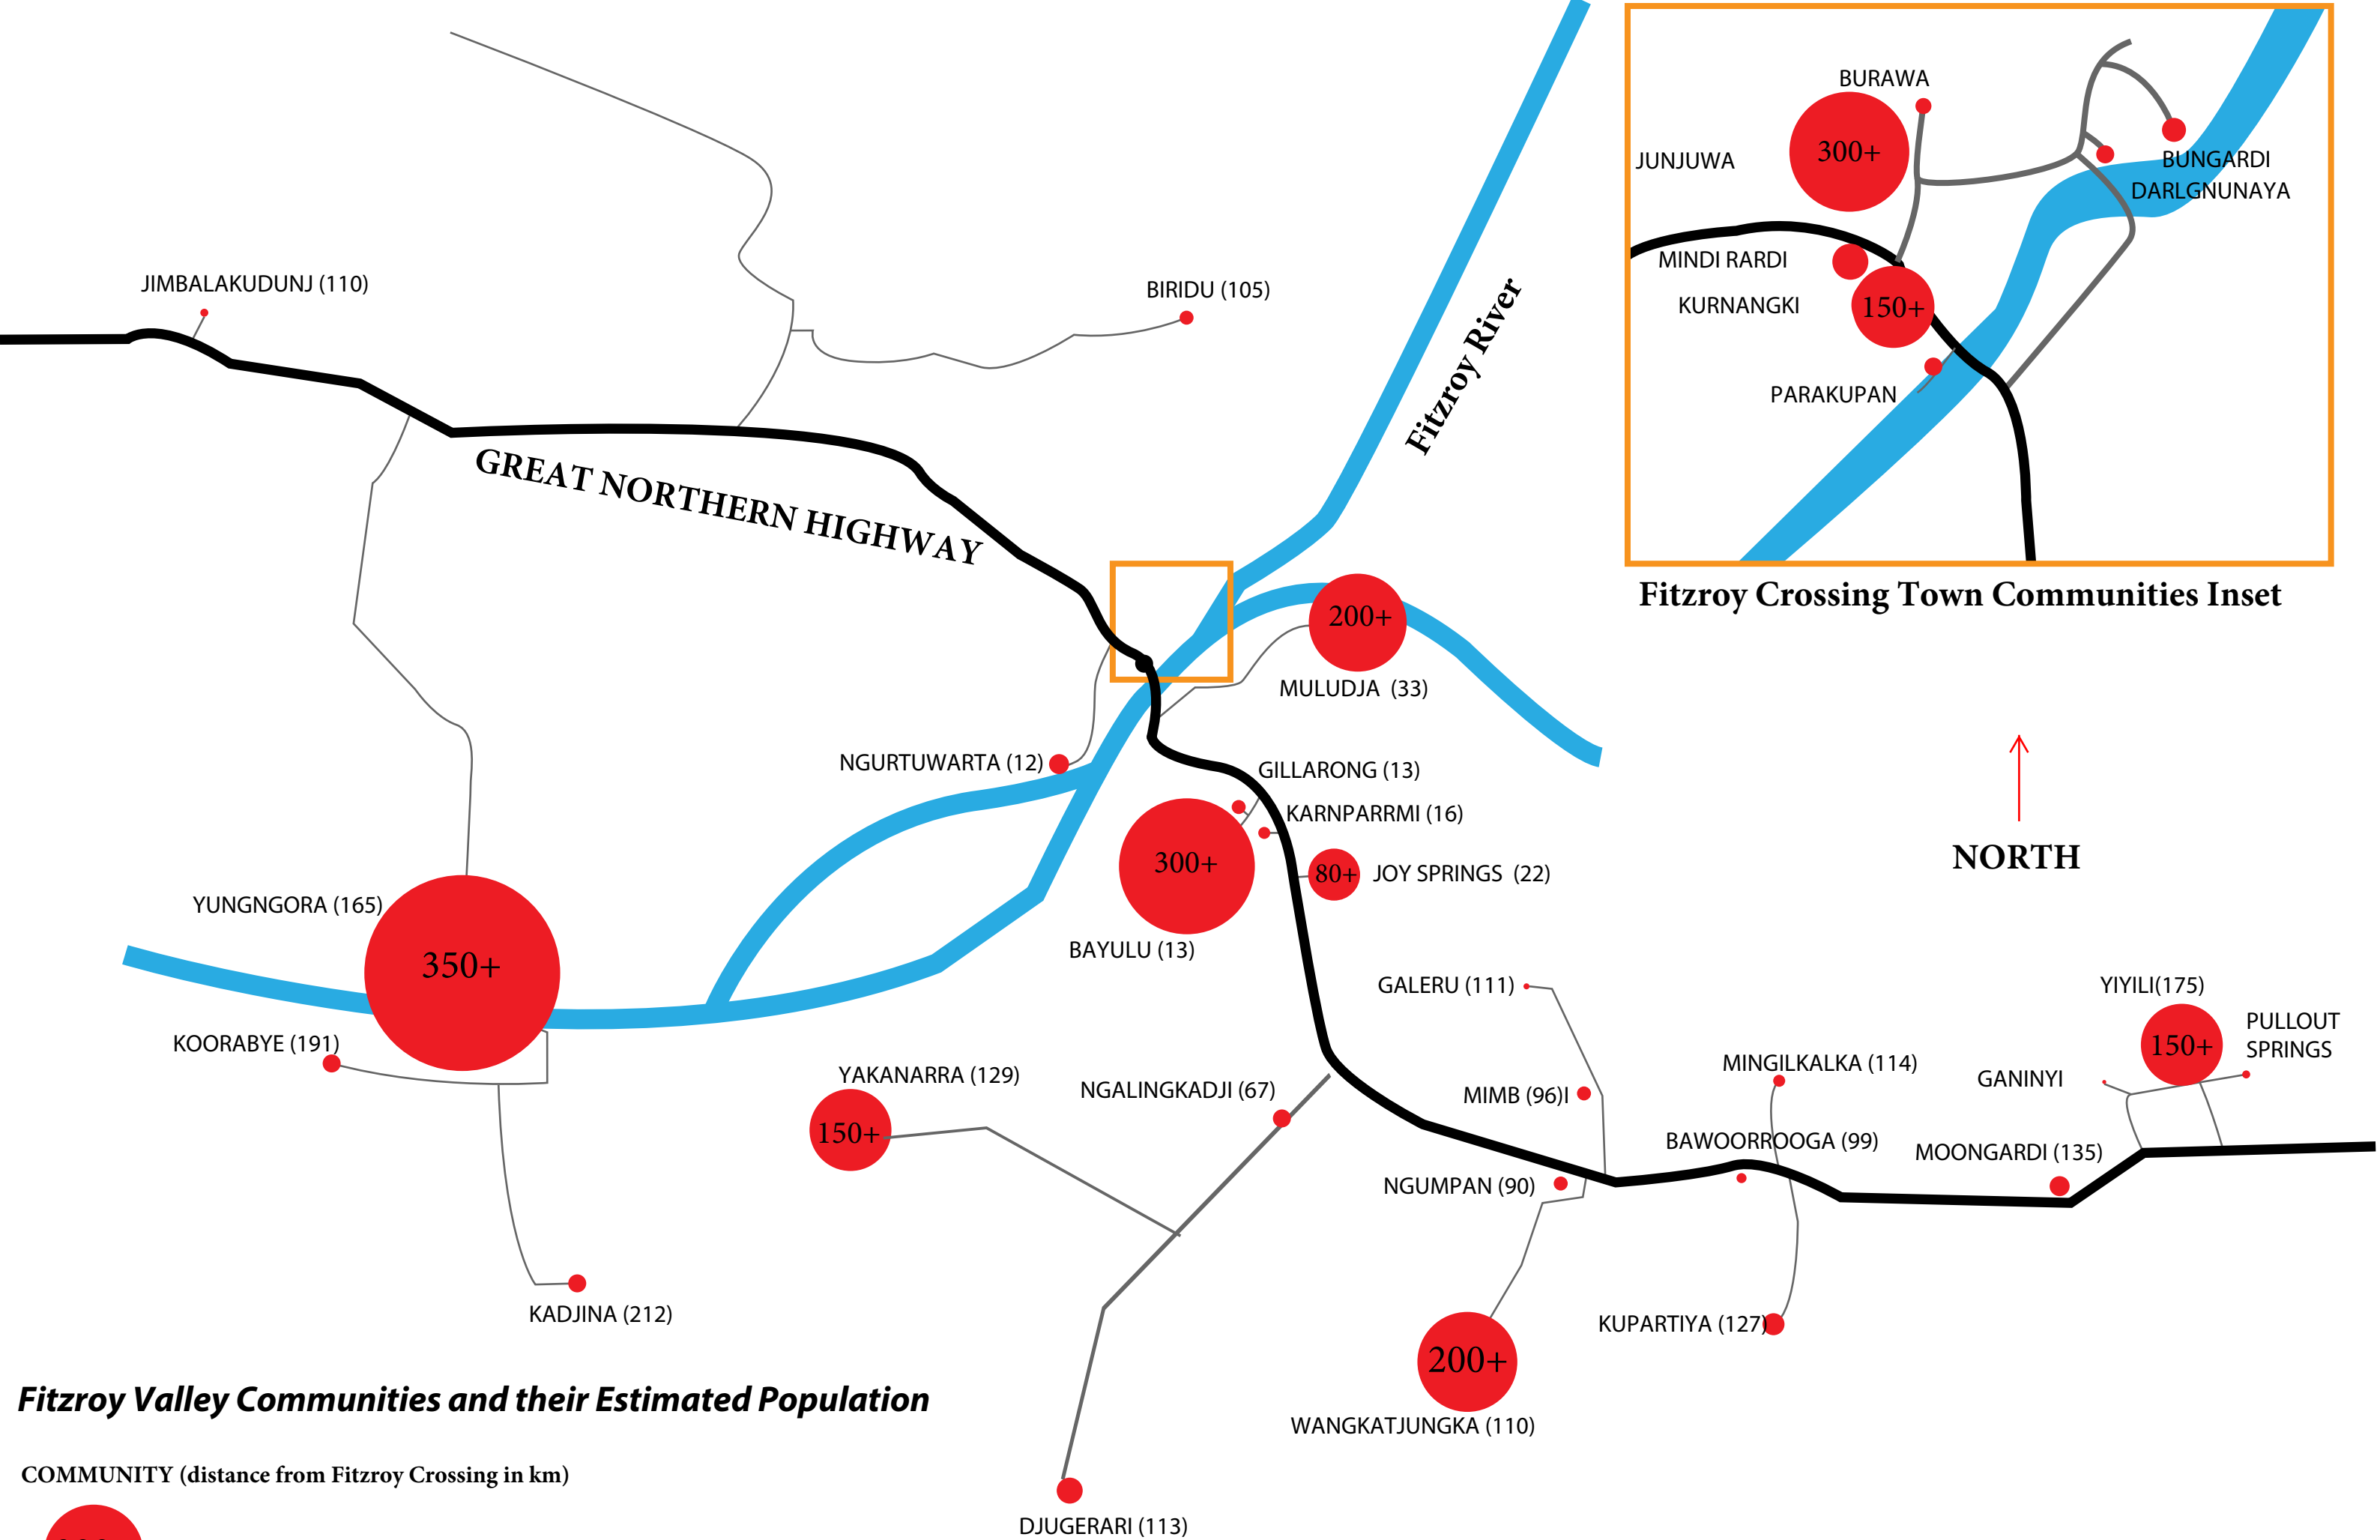 BURAWA
300+
JUNJUWA
BUNGARDI
DARLGNUNAYA
MINDI RARDI
KURNANGKI
150+
PARAKUPAN
Fitzroy Crossing Town Communities Inset
JIMBALAKUDUNJ (110)
BIRIDU (105)
Fitzroy River
GREAT NORTHERN HIGHWAY
200+
MULUDJA (33)
NGURTUWARTA (12)
GILLARONG (13)
KARNPARRMI (16)
300+
80+
JOY SPRINGS (22)
BAYULU (13)
NORTH
YUNGNGORA (165)
350+
KOORABYE (191)
GALERU (111)
YIYILI(175)
150+
PULLOUT
SPRINGS
YAKANARRA (129)
150+
NGALINGKADJI (67)
MIMB (96)I
MINGILKALKA (114)
GANINYI
BAWOORROOGA (99)
MOONGARDI (135)
NGUMPAN (90)
KADJINA (212)
KUPARTIYA (127)
200+
WANGKATJUNGKA (110)
Fitzroy Valley Communities and their Estimated Population
COMMUNITY (distance from Fitzroy Crossing in km)
DJUGERARI (113)